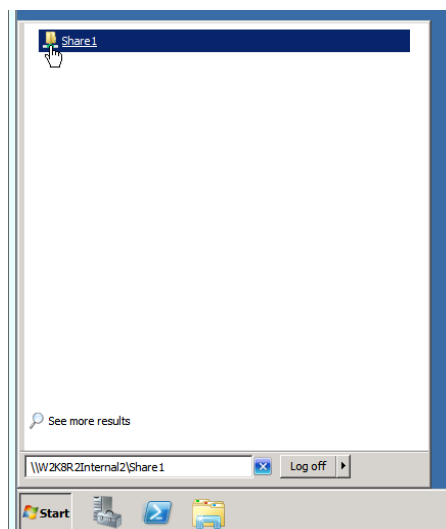 Share1
See more results
\\W2K8R2Internal2\Share1
Log off
Start